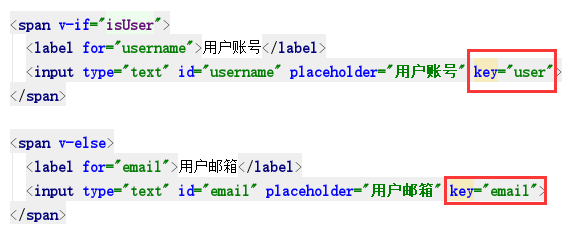 <span v-if="isUser">
<label for="username">用户账号</label>
<input type="text" id="username" placeholder="用户账号" key="user">
</span>
<span v-else>
<label for="email">用户邮箱</label>
<input type="text" id="email" placeholder="用户邮箱" key="email">
</span>